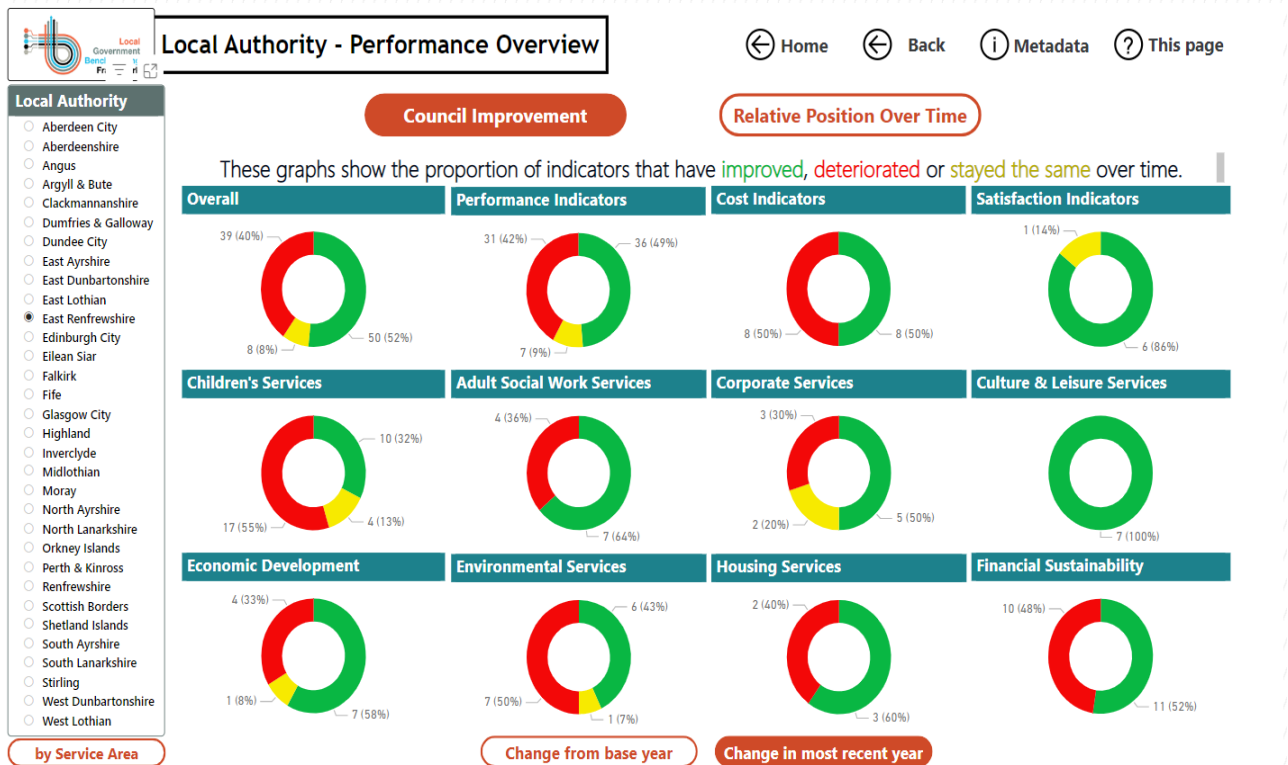 Local
Government
Local Authority - Performance Overview
Home
Back
i Metadata
? This page
Local Authority
Aberdeen City
Aberdeenshire
Angus
Argyll & Bute
Clackmannanshire
Dumfries & Galloway
Dundee City
East Ayrshire
East Dunbartonshire
East Lothian
East Renfrewshire
Edinburgh City
Eilean Siar
Falkirk
Fife
Glasgow City
Highland
Inverclyde
Midlothian
Moray
North Ayrshire
North Lanarkshire
Orkney Islands
Perth & Kinross
Renfrewshire
Scottish Borders
Shetland Islands
South Ayrshire
South Lanarkshire
Stirling
West Dunbartonshire
West Lothian
by Service Area
Council Improvement
Relative Position Over Time
These graphs show the proportion of indicators that have improved, deteriorated or stayed the same over time.
Overall
39 (40%)
50 (52%)
8 (8%)
Performance Indicators
31 (42%)
36 (49%)
7 (9%)
Cost Indicators
8 (50%)
8 (50%)
Satisfaction Indicators
1 (14%)
6 (86%)
Children's Services
10 (32%)
17 (55%)
4 (13%)
Adult Social Work Services
4 (36%)
7 (64%)
Corporate Services
3 (30%)
2 (20%)
5 (50%)
Culture & Leisure Services
7 (100%)
Economic Development
4 (33%)
1 (8%)
7 (58%)
Environmental Services
6 (43%)
7 (50%)
1 (7%)
Housing Services
2 (40%)
3 (60%)
Financial Sustainability
10 (48%)
11 (52%)
Change from base year
Change in most recent year